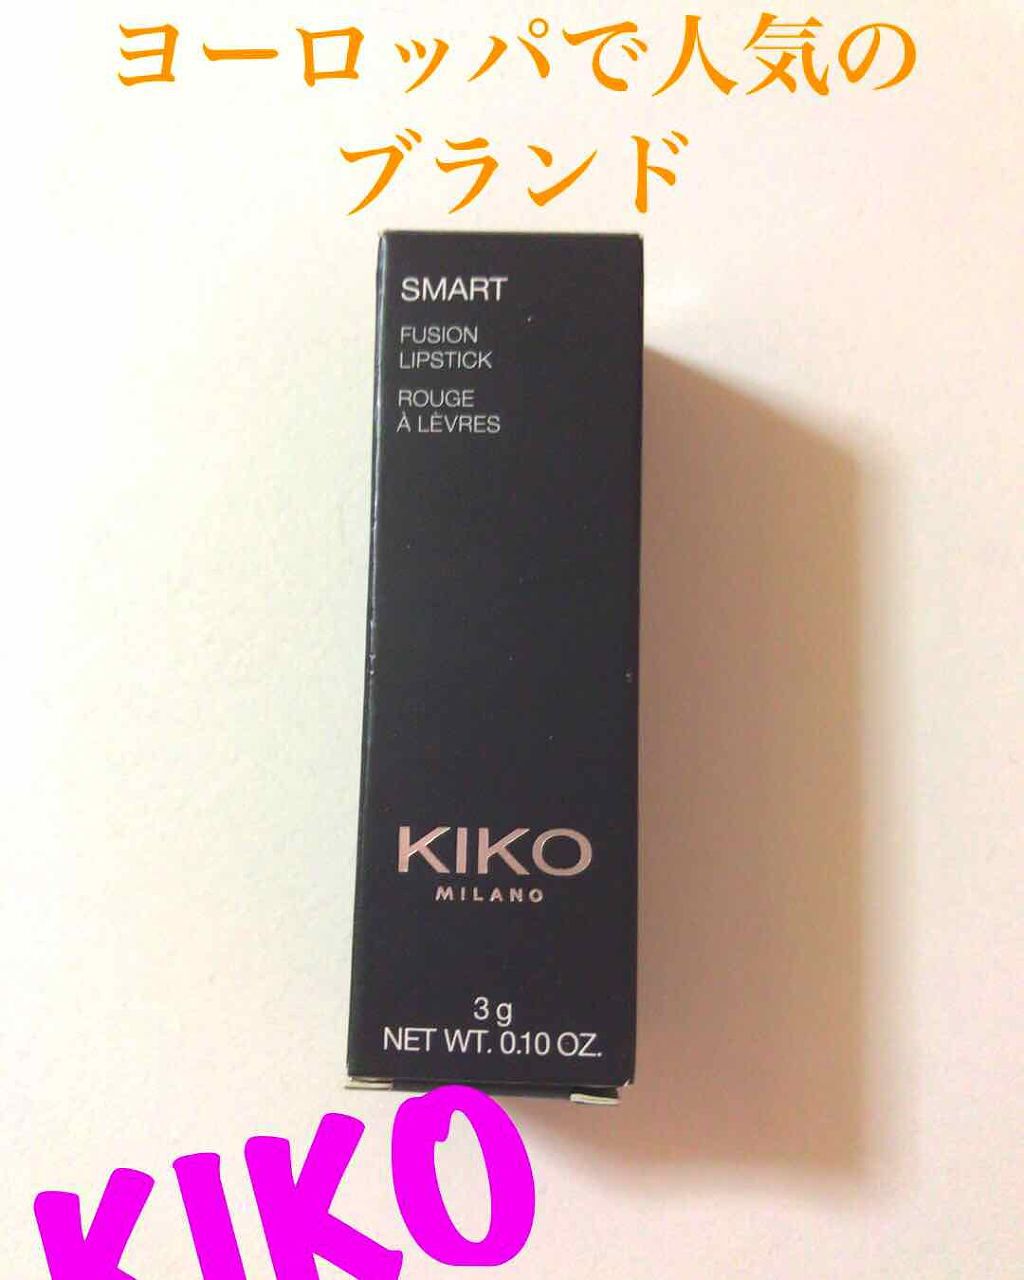 ヨーロッパで人気の
ブランド
SMART
FUSION
LIPSTICK
ROUGE
À LÈVRES
KIKO
MILANO
3 g
NET WT. 0.10 OZ.
KIKO